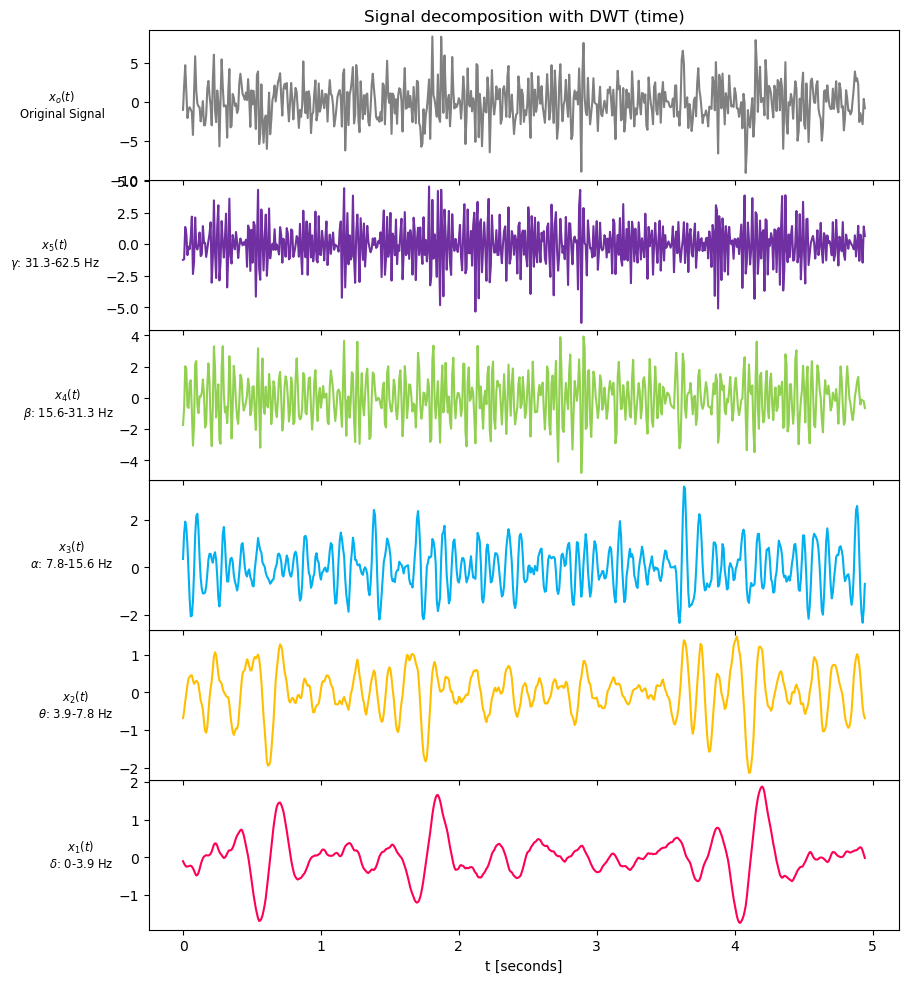 Signal decomposition with DWT (time)
5
0
−5
−10
xₒ(t)
Original Signal
5.0
2.5
0.0
−2.5
−5.0
x₅(t)
γ: 31.3-62.5 Hz
4
2
0
−2
−4
x₄(t)
β: 15.6-31.3 Hz
2
0
−2
x₃(t)
α: 7.8-15.6 Hz
1
0
−1
−2
x₂(t)
θ: 3.9-7.8 Hz
2
1
0
−1
x₁(t)
δ: 0-3.9 Hz
0 1 2 3 4 5
t [seconds]